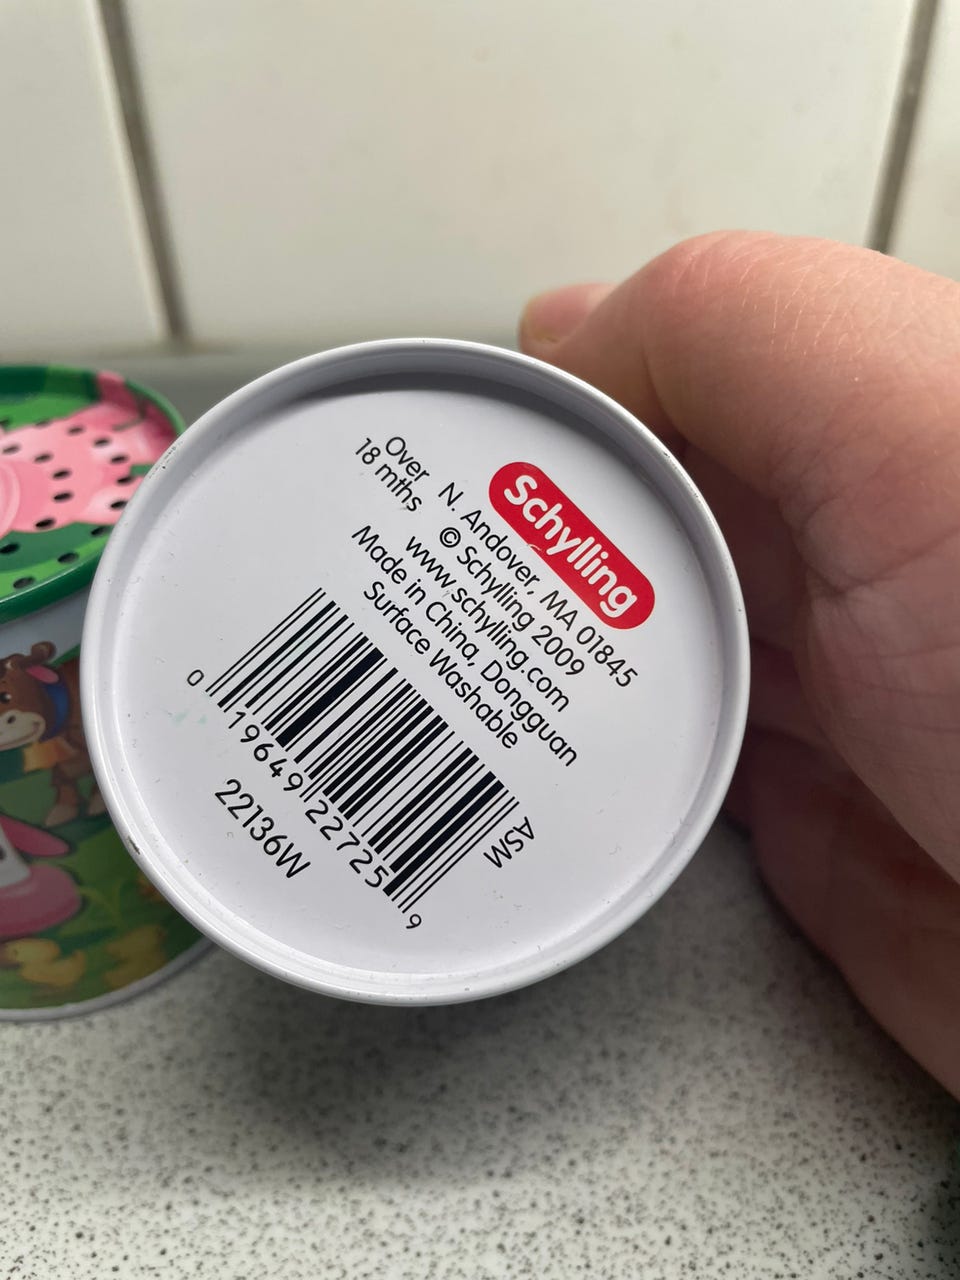 Schylling
N. Andover, MA 01845
© Schylling 2009
www.schylling.com
Made in China, Dongguan
Surface Washable
Over
18 mths
ASM
0 19649 22725 9
22136W